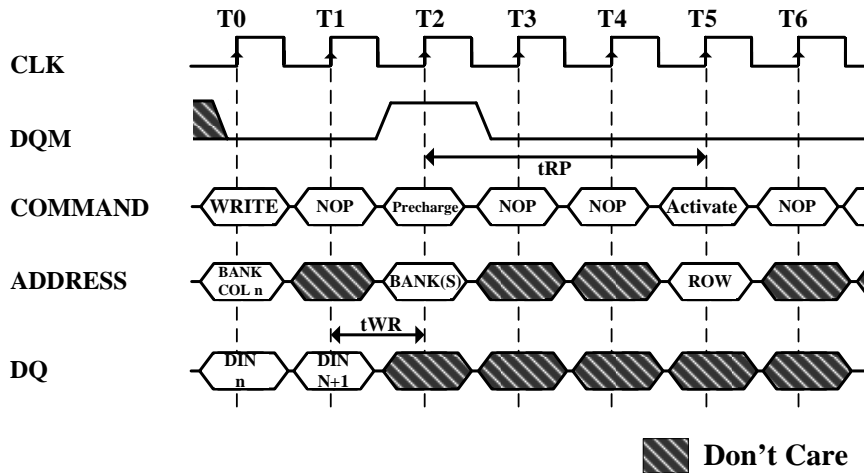 T0 T1 T2 T3 T4 T5 T6
CLK
DQM
tRP
COMMAND WRITE NOP Precharge NOP NOP Activate NOP
ADDRESS BANK COL n BANK(S) ROW
tWR
DQ DIN n DIN N+1
Don't Care